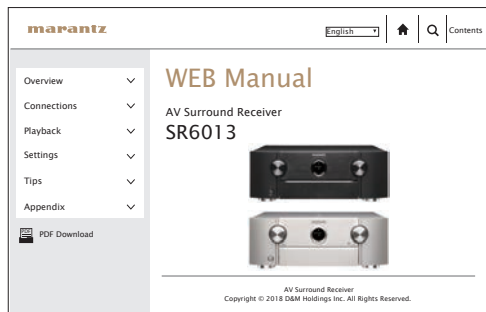 marantz
English
Contents
Overview
Connections
Playback
Settings
Tips
Appendix
PDF
PDF Download
WEB Manual
AV Surround Receiver
SR6013
AV Surround Receiver
Copyright © 2018 D&M Holdings Inc. All Rights Reserved.